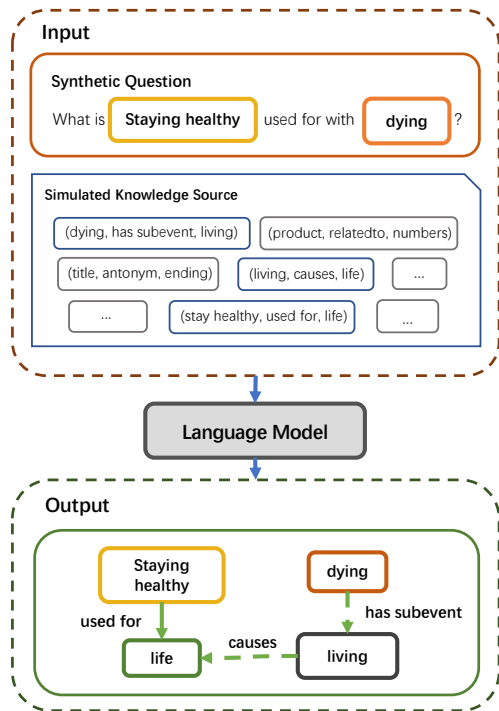 Input
Synthetic Question
What is Staying healthy used for with dying ?
Simulated Knowledge Source
(dying, has subevent, living) (product, relatedto, numbers)
(title, antonym, ending) (living, causes, life) ...
... (stay healthy, used for, life) ...
Language Model
Output
Staying
healthy
dying
used for
has subevent
causes
life
living